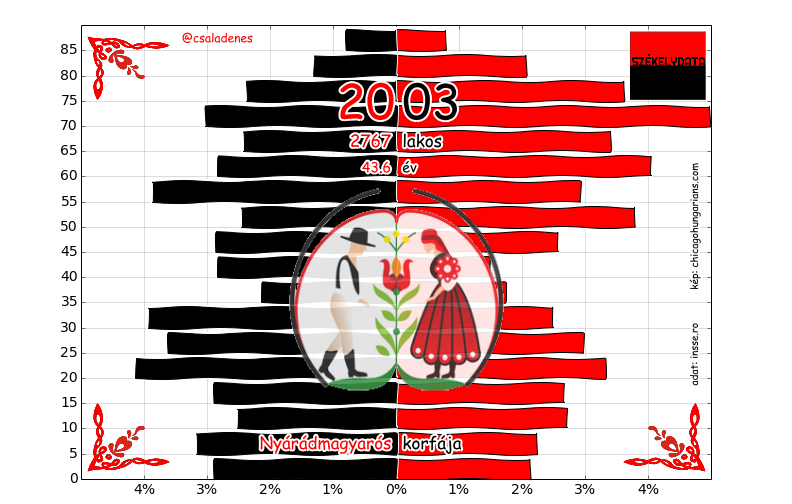 @csaladenes
SZÉKELYDATA
2003
2767 lakos
43.6 év
kép: chicagohungarians.com
adat: insse.ro
Nyárádmagyarós korfája
85
80
75
70
65
60
55
50
45
40
35
30
25
20
15
10
5
0
4% 3% 2% 1% 0% 1% 2% 3% 4%